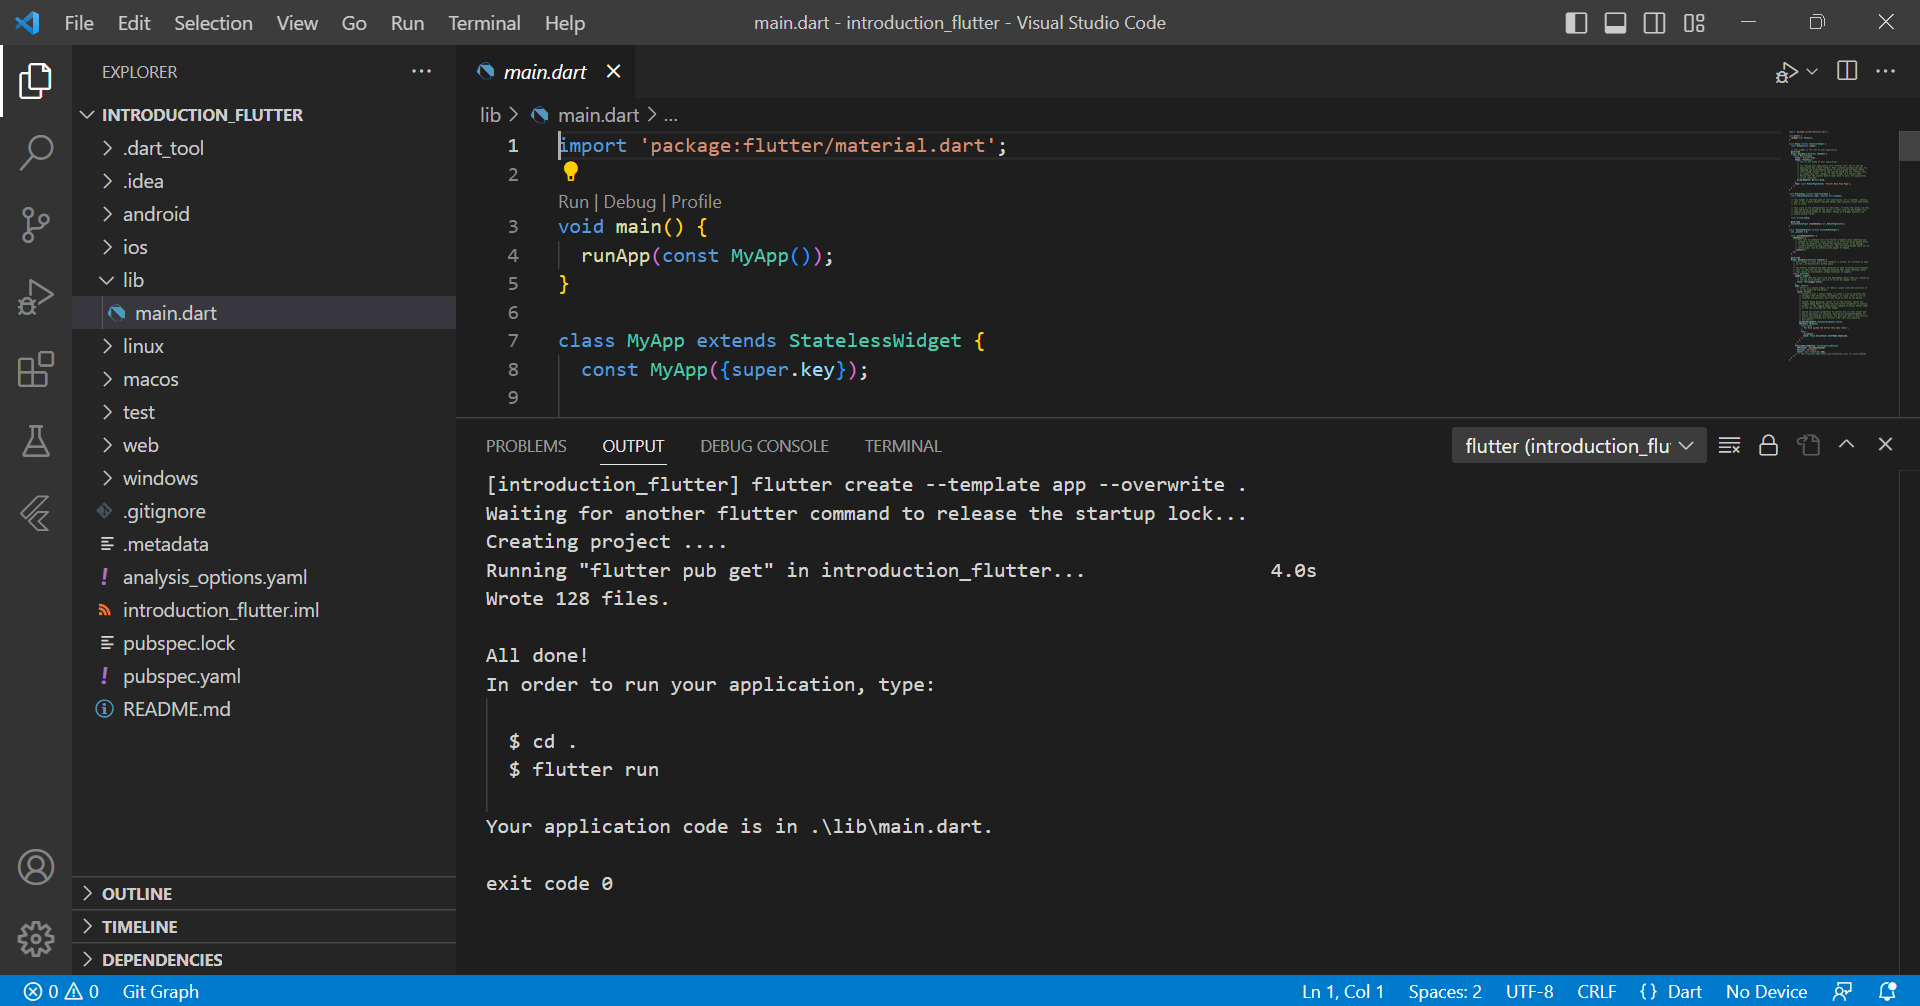 File Edit Selection View Go Run Terminal Help
main.dart - introduction_flutter - Visual Studio Code
EXPLORER
INTRODUCTION_FLUTTER
.dart_tool
.idea
android
ios
lib
main.dart
linux
macos
test
web
windows
.gitignore
.metadata
! analysis_options.yaml
introduction_flutter.iml
pubspec.lock
! pubspec.yaml
README.md
OUTLINE
TIMELINE
DEPENDENCIES
main.dart
lib > main.dart > ...
1 import 'package:flutter/material.dart';
2
Run | Debug | Profile
3 void main() {
4 runApp(const MyApp());
5 }
6
7 class MyApp extends StatelessWidget {
8 const MyApp({super.key});
9
PROBLEMS OUTPUT DEBUG CONSOLE TERMINAL
flutter (introduction_flu
[introduction_flutter] flutter create --template app --overwrite .
Waiting for another flutter command to release the startup lock...
Creating project ....
Running "flutter pub get" in introduction_flutter... 4.0s
Wrote 128 files.
All done!
In order to run your application, type:
$ cd .
$ flutter run
Your application code is in .\lib\main.dart.
exit code 0
0 0 Git Graph
Ln 1, Col 1 Spaces: 2 UTF-8 CRLF {} Dart No Device